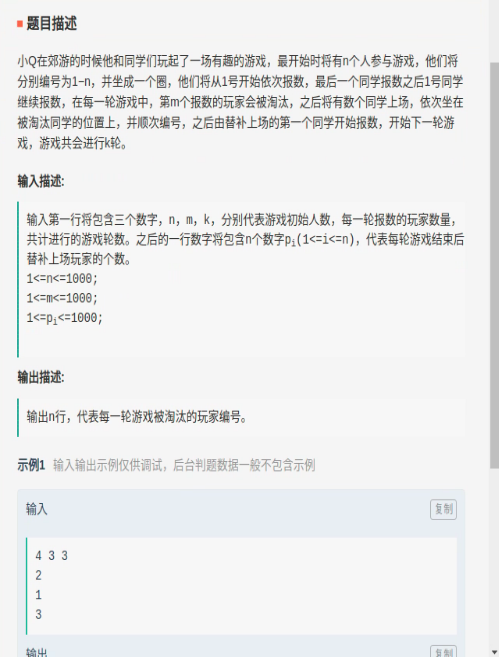 题目描述
小Q在郊游的时候他和同学们玩起了一场有趣的游戏，最开始时将有n个人参与游戏，他们将
分别编号为1–n，并坐成一个圈，他们将从1号开始依次报数，最后一个同学报数之后1号同学
继续报数，在每一轮游戏中，第m个报数的玩家会被淘汰，之后将有数个同学上场，依次坐在
被淘汰同学的位置上，并顺次编号，之后由替补上场的第一个同学开始报数，开始下一轮游
戏，游戏共会进行k轮。
输入描述:
输入第一行将包含三个数字，n，m，k，分别代表游戏初始人数，每一轮报数的玩家数量，
共计进行的游戏轮数。之后的一行数字将包含n个数字pi(1<=i<=n)，代表每轮游戏结束后
替补上场玩家的个数。
1<=n<=1000;
1<=m<=1000;
1<=pi<=1000;
输出描述:
输出n行，代表每一轮游戏被淘汰的玩家编号。
示例1 输入输出示例仅供调试，后台判题数据一般不包含示例
输入 复制
4 3 3
2
1
3
输出 复制